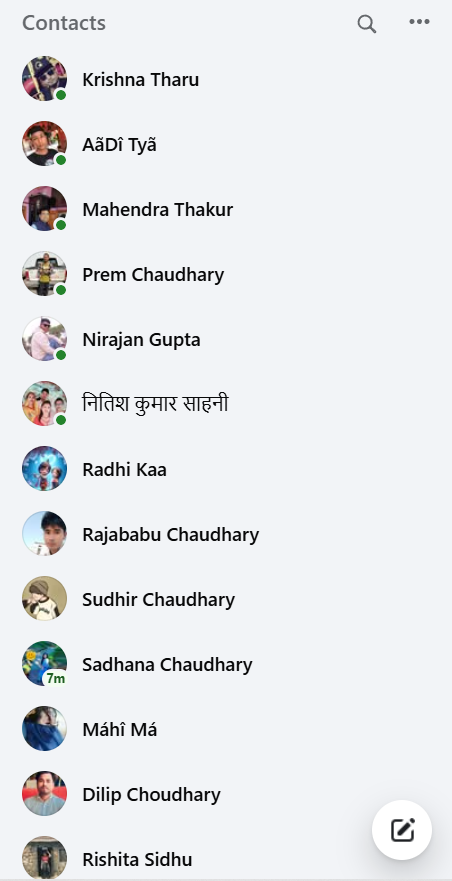 Contacts
Krishna Tharu
AãDî Tyã
Mahendra Thakur
Prem Chaudhary
Nirajan Gupta
नितिश कुमार साहनी
Radhi Kaa
Rajababu Chaudhary
Sudhir Chaudhary
Sadhana Chaudhary
7m
Máhî Má
Dilip Choudhary
Rishita Sidhu